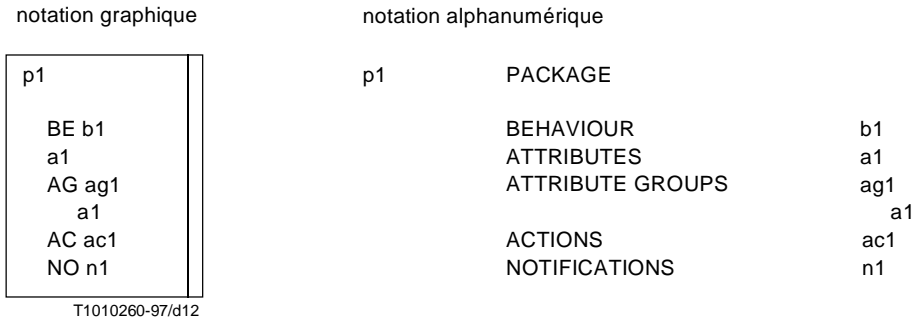 notation graphique notation alphanumérique
p1 p1 PACKAGE
BE b1 BEHAVIOUR b1
a1 ATTRIBUTES a1
AG ag1 ATTRIBUTE GROUPS ag1
a1 a1
AC ac1 ACTIONS ac1
NO n1 NOTIFICATIONS n1
T1010260-97/d12